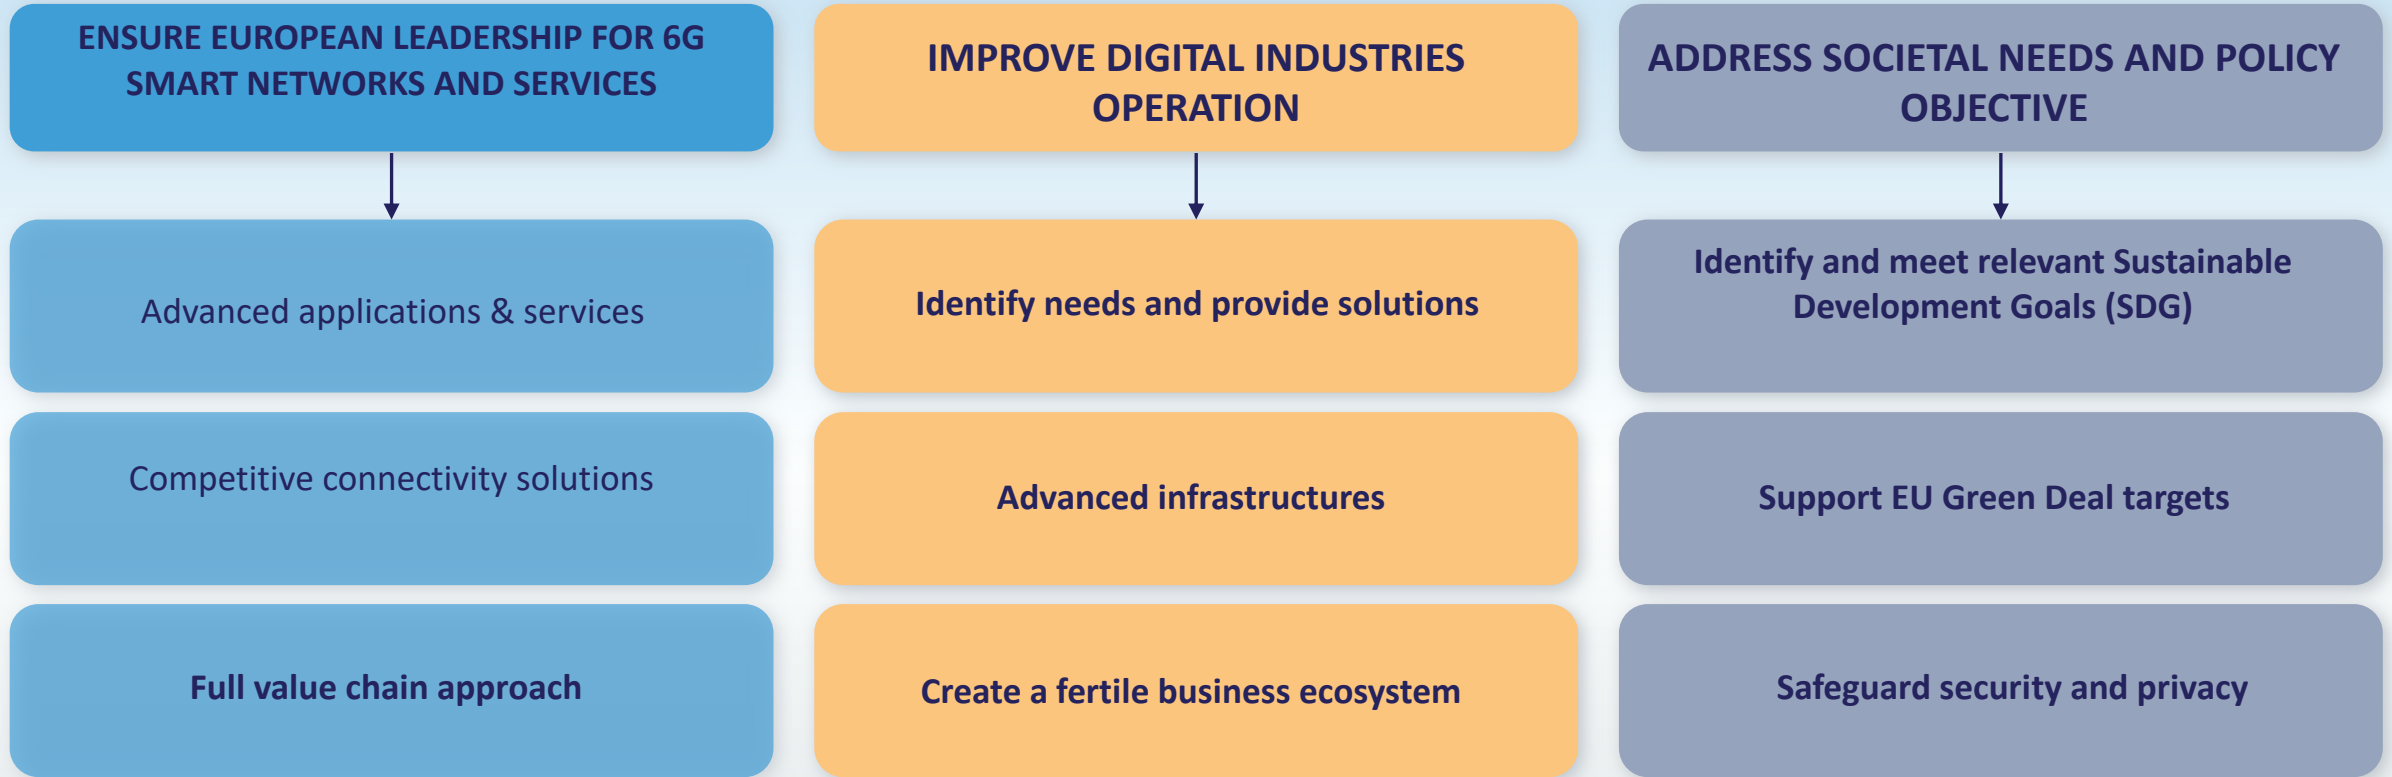 ENSURE EUROPEAN LEADERSHIP FOR 6G
SMART NETWORKS AND SERVICES
Advanced applications & services
Competitive connectivity solutions
Full value chain approach
IMPROVE DIGITAL INDUSTRIES
OPERATION
Identify needs and provide solutions
Advanced infrastructures
Create a fertile business ecosystem
ADDRESS SOCIETAL NEEDS AND POLICY
OBJECTIVE
Identify and meet relevant Sustainable
Development Goals (SDG)
Support EU Green Deal targets
Safeguard security and privacy